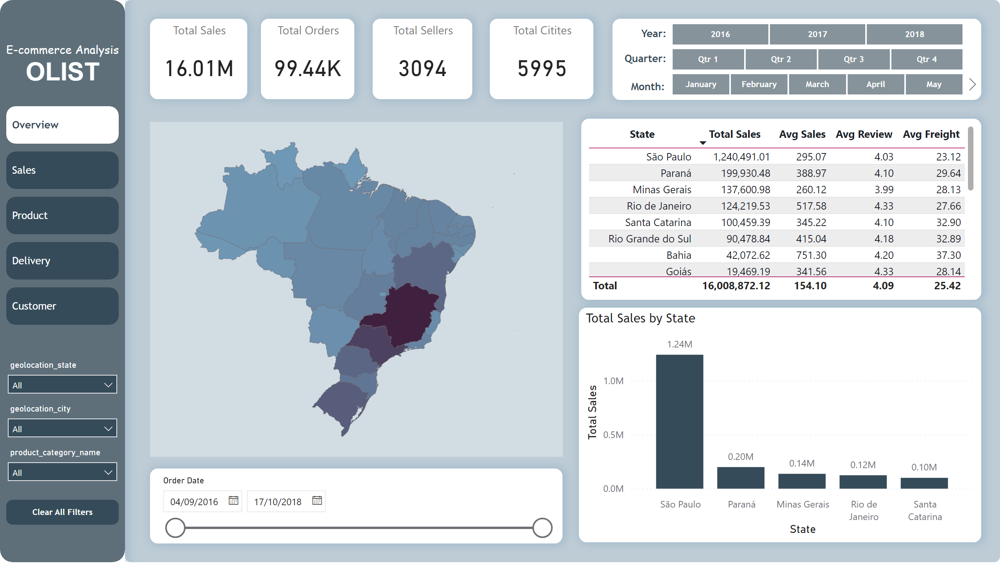 E-commerce Analysis
OLIST
Overview
Sales
Product
Delivery
Customer
geolocation_state
All
geolocation_city
All
product_category_name
All
Clear All Filters
Total Sales
16.01M
Total Orders
99.44K
Total Sellers
3094
Total Citites
5995
Year: 2016 2017 2018
Quarter: Qtr 1 Qtr 2 Qtr 3 Qtr 4
Month: January February March April May
Order Date
04/09/2016 17/10/2018
State Total Sales Avg Sales Avg Review Avg Freight
São Paulo 1,240,491.01 295.07 4.03 23.12
Paraná 199,930.48 388.97 4.10 29.64
Minas Gerais 137,600.98 260.12 3.99 28.13
Rio de Janeiro 124,219.53 517.58 4.33 27.66
Santa Catarina 100,459.39 345.22 4.10 32.90
Rio Grande do Sul 90,478.84 415.04 4.18 32.89
Bahia 42,072.62 751.30 4.20 37.30
Goiás 19,469.19 341.56 4.33 28.14
Total 16,008,872.12 154.10 4.09 25.42
Total Sales by State
Total Sales
1.0M
0.5M
0.0M
1.24M
0.20M
0.14M
0.12M
0.10M
São Paulo
Paraná
Minas Gerais
Rio de
Janeiro
Santa
Catarina
State